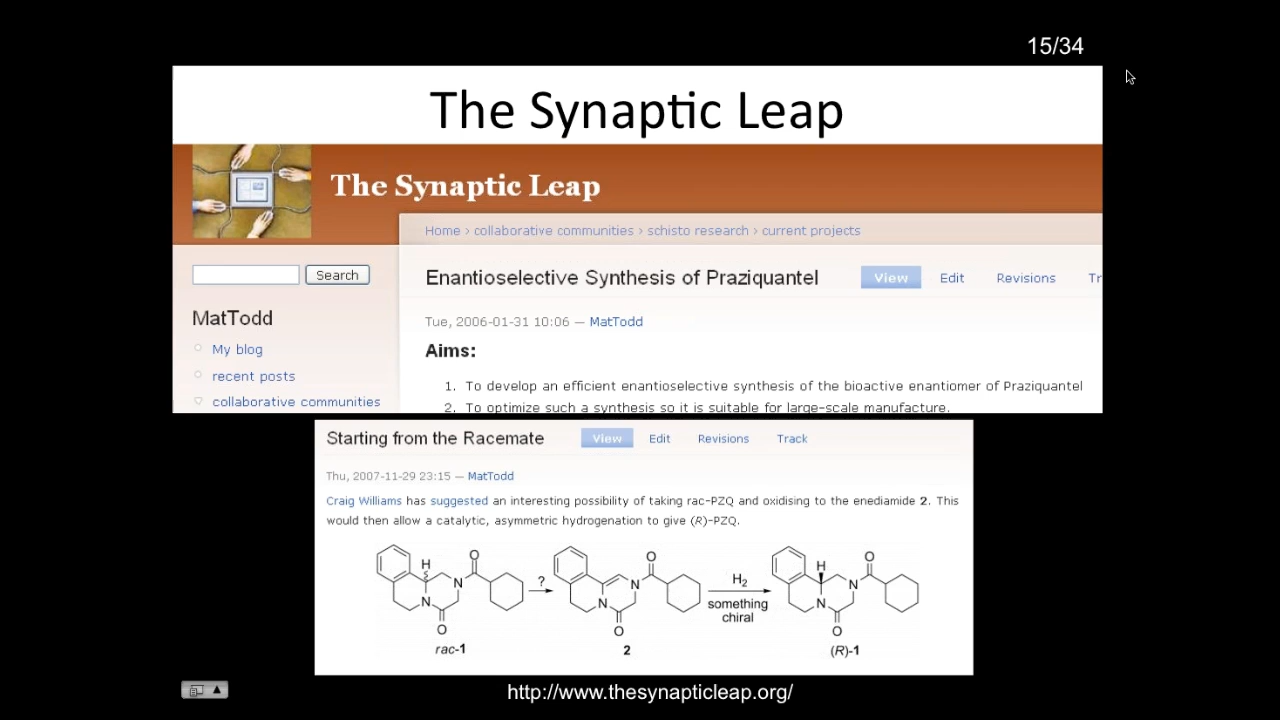 15/34
The Synaptic Leap
The Synaptic Leap
Home › collaborative communities › schisto research › current projects
Search
Enantioselective Synthesis of Praziquantel
View Edit Revisions Tr
MatTodd
Tue, 2006-01-31 10:06 — MatTodd
My blog
Aims:
recent posts
1. To develop an efficient enantioselective synthesis of the bioactive enantiomer of Praziquantel
collaborative communities
2. To optimize such a synthesis so it is suitable for large-scale manufacture.
Starting from the Racemate
View Edit Revisions Track
Thu, 2007-11-29 23:15 — MatTodd
Craig Williams has suggested an interesting possibility of taking rac-PZQ and oxidising to the enediamide 2. This
would then allow a catalytic, asymmetric hydrogenation to give (R)-PZQ.
H O N N O
?
O N N O
H2
something
chiral
H O N N O
rac-1
2
(R)-1
http://www.thesynapticleap.org/